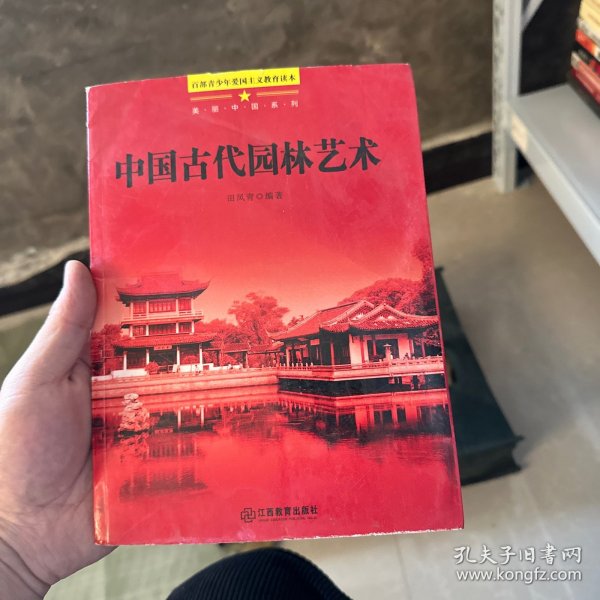 百部青少年爱国主义教育读本
美·丽·中·国·系·列
中国古代园林艺术
田凤青◎编著
江西教育出版社
孔夫子旧书网
www.kongfz.com